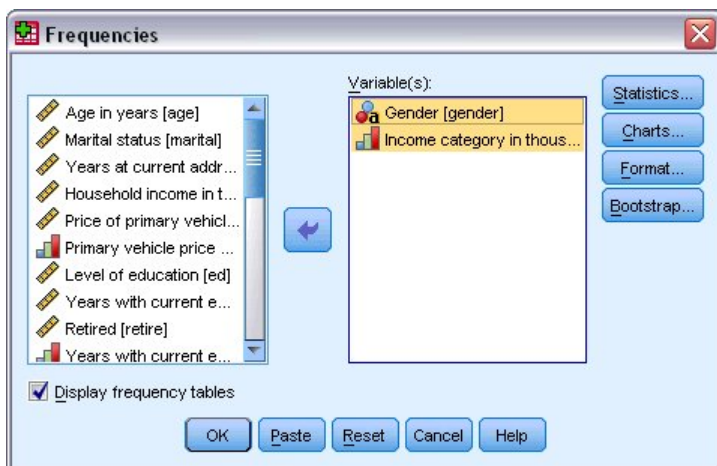 Frequencies
Age in years [age]
Marital status [marital]
Years at current addr...
Household income in t...
Price of primary vehicl...
Primary vehicle price ...
Level of education [ed]
Years with current e...
Retired [retire]
Years with current e...
Variable(s):
a Gender [gender]
Income category in thous...
Statistics...
Charts...
Format...
Bootstrap...
Display frequency tables
OK
Paste
Reset
Cancel
Help